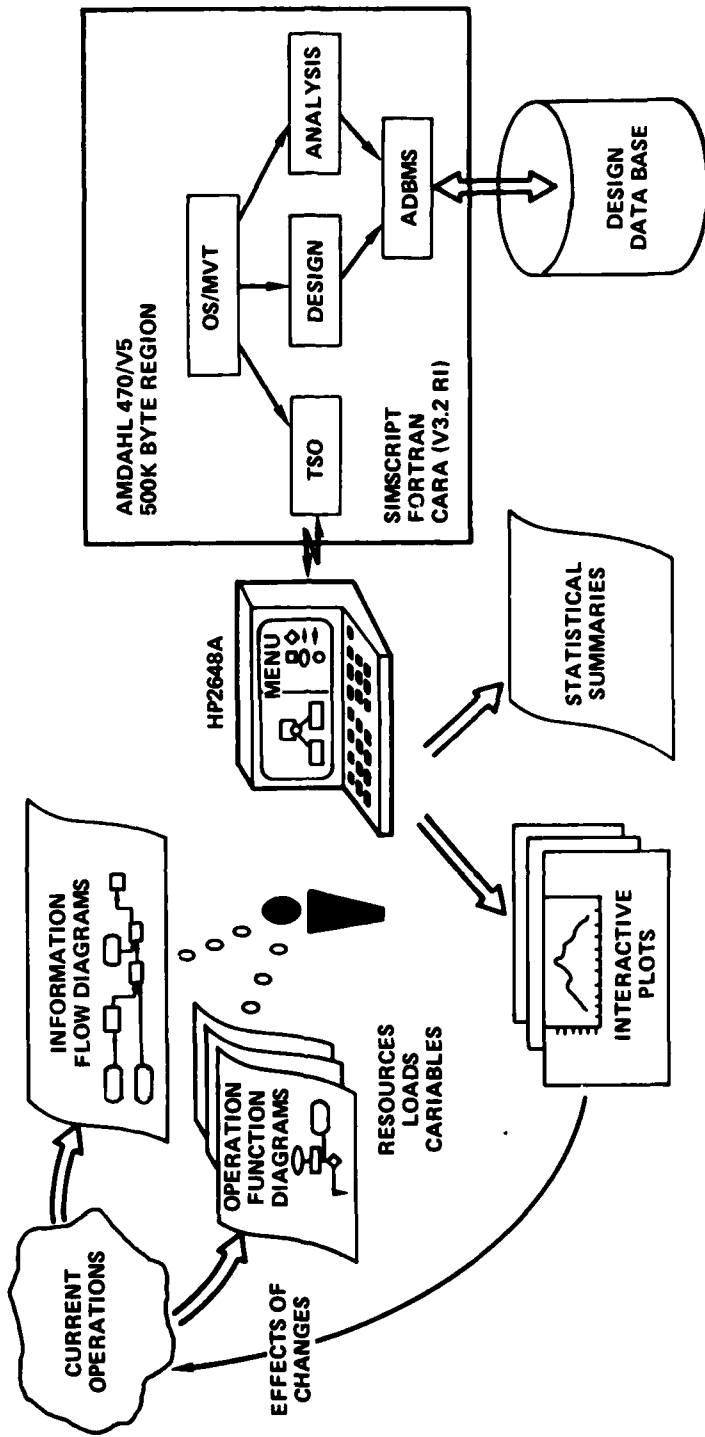 CURRENT
OPERATIONS
INFORMATION
FLOW DIAGRAMS
OPERATION
FUNCTION
DIAGRAMS
EFFECTS OF
CHANGES
RESOURCES
LOADS
CARIABLES
HP2648A
MENU
INTERACTIVE
PLOTS
STATISTICAL
SUMMARIES
AMDAHL 470/V5
500K BYTE REGION
OS/MVT
TSO
DESIGN
ANALYSIS
ADBMS
SIMSCRIPT
FORTRAN
CARA (V3.2 RI)
DESIGN
DATA BASE